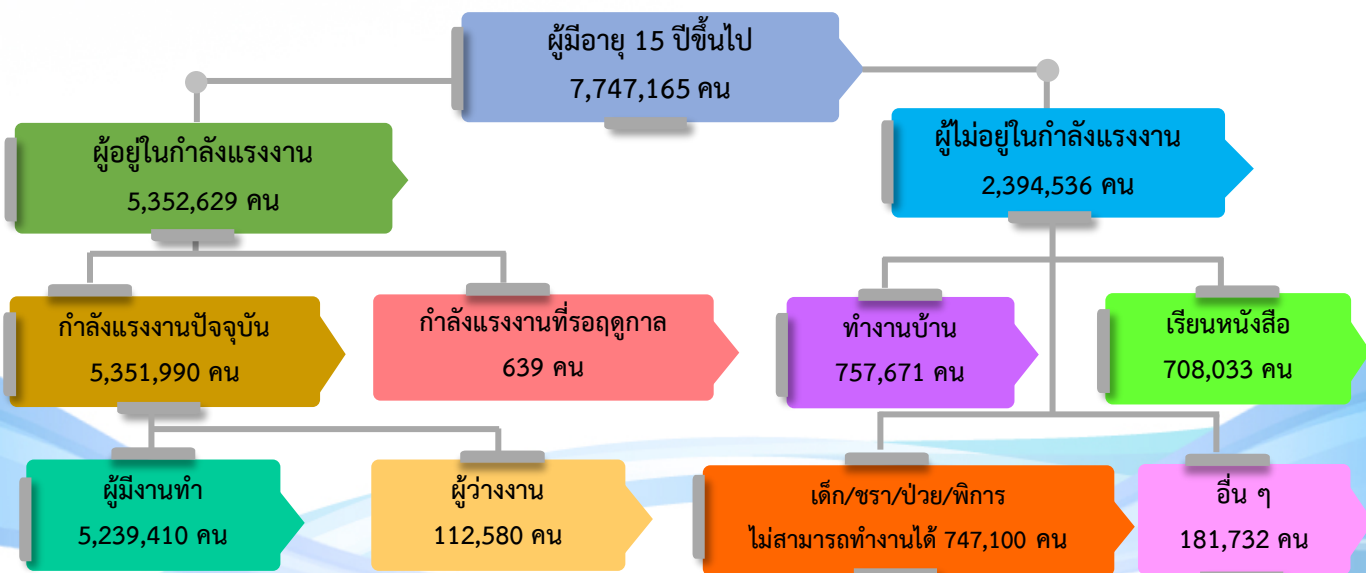 ผู้มีอายุ 15 ปีขึ้นไป
7,747,165 คน
ผู้อยู่ในกำลังแรงงาน
5,352,629 คน
ผู้ไม่อยู่ในกำลังแรงงาน
2,394,536 คน
กำลังแรงงานปัจจุบัน
5,351,990 คน
กำลังแรงงานที่รอฤดูกาล
639 คน
ทำงานบ้าน
757,671 คน
เรียนหนังสือ
708,033 คน
ผู้มีงานทำ
5,239,410 คน
ผู้ว่างงาน
112,580 คน
เด็ก/ชรา/ป่วย/พิการ
ไม่สามารถทำงานได้ 747,100 คน
อื่น ๆ
181,732 คน